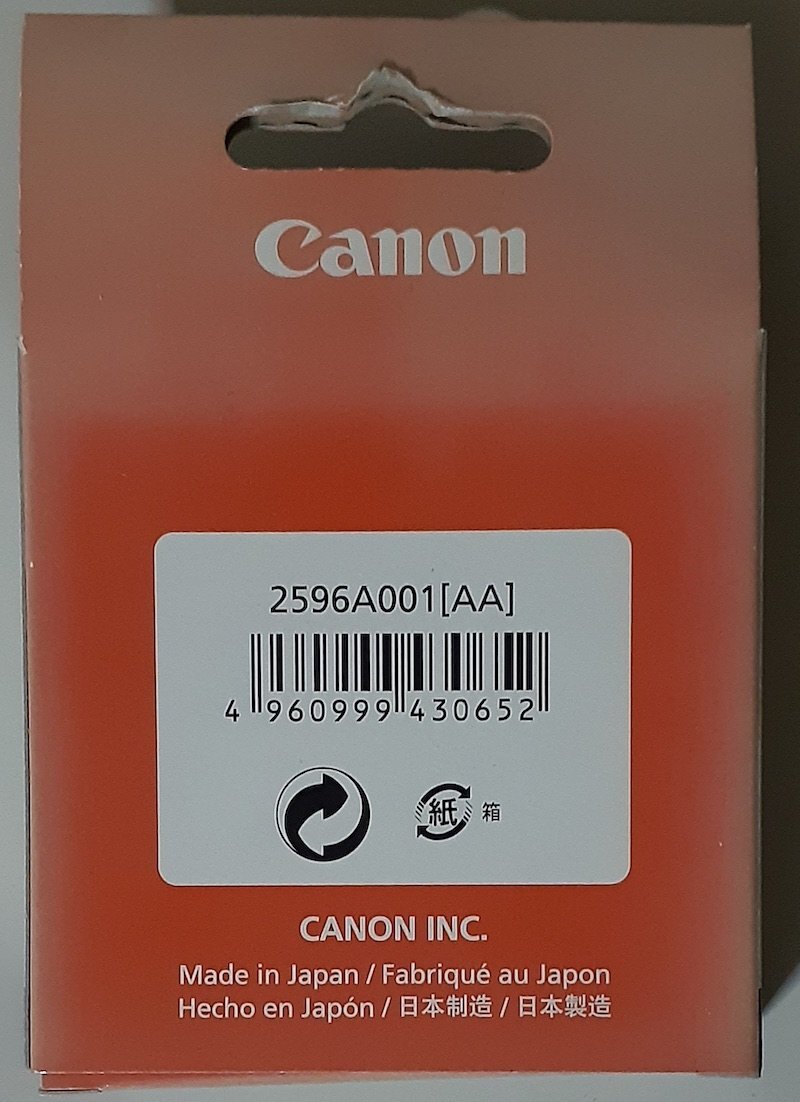 Canon
2596A001[AA]
4 960999 430652
紙 箱
CANON INC.
Made in Japan / Fabriqué au Japon
Hecho en Japón / 日本制造 / 日本製造